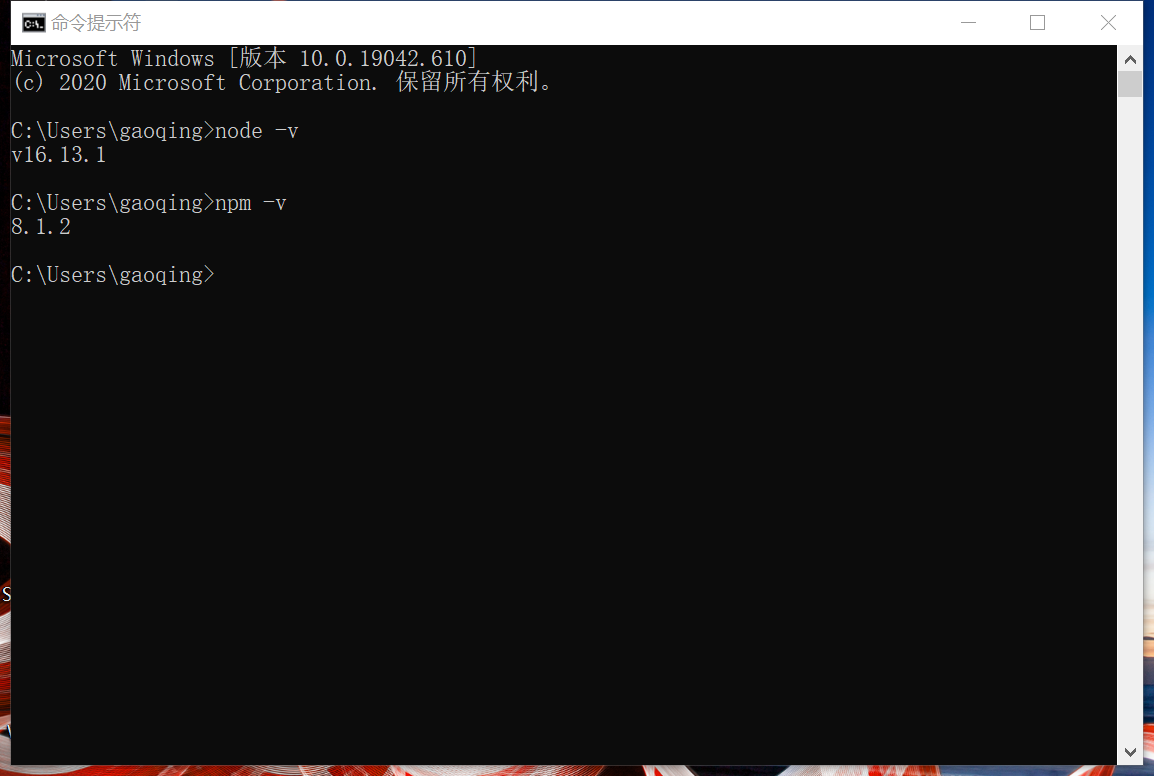 命令提示符
Microsoft Windows [版本 10.0.19042.610]
(c) 2020 Microsoft Corporation. 保留所有权利。
C:\Users\gaoqing>node -v
v16.13.1
C:\Users\gaoqing>npm -v
8.1.2
C:\Users\gaoqing>
S